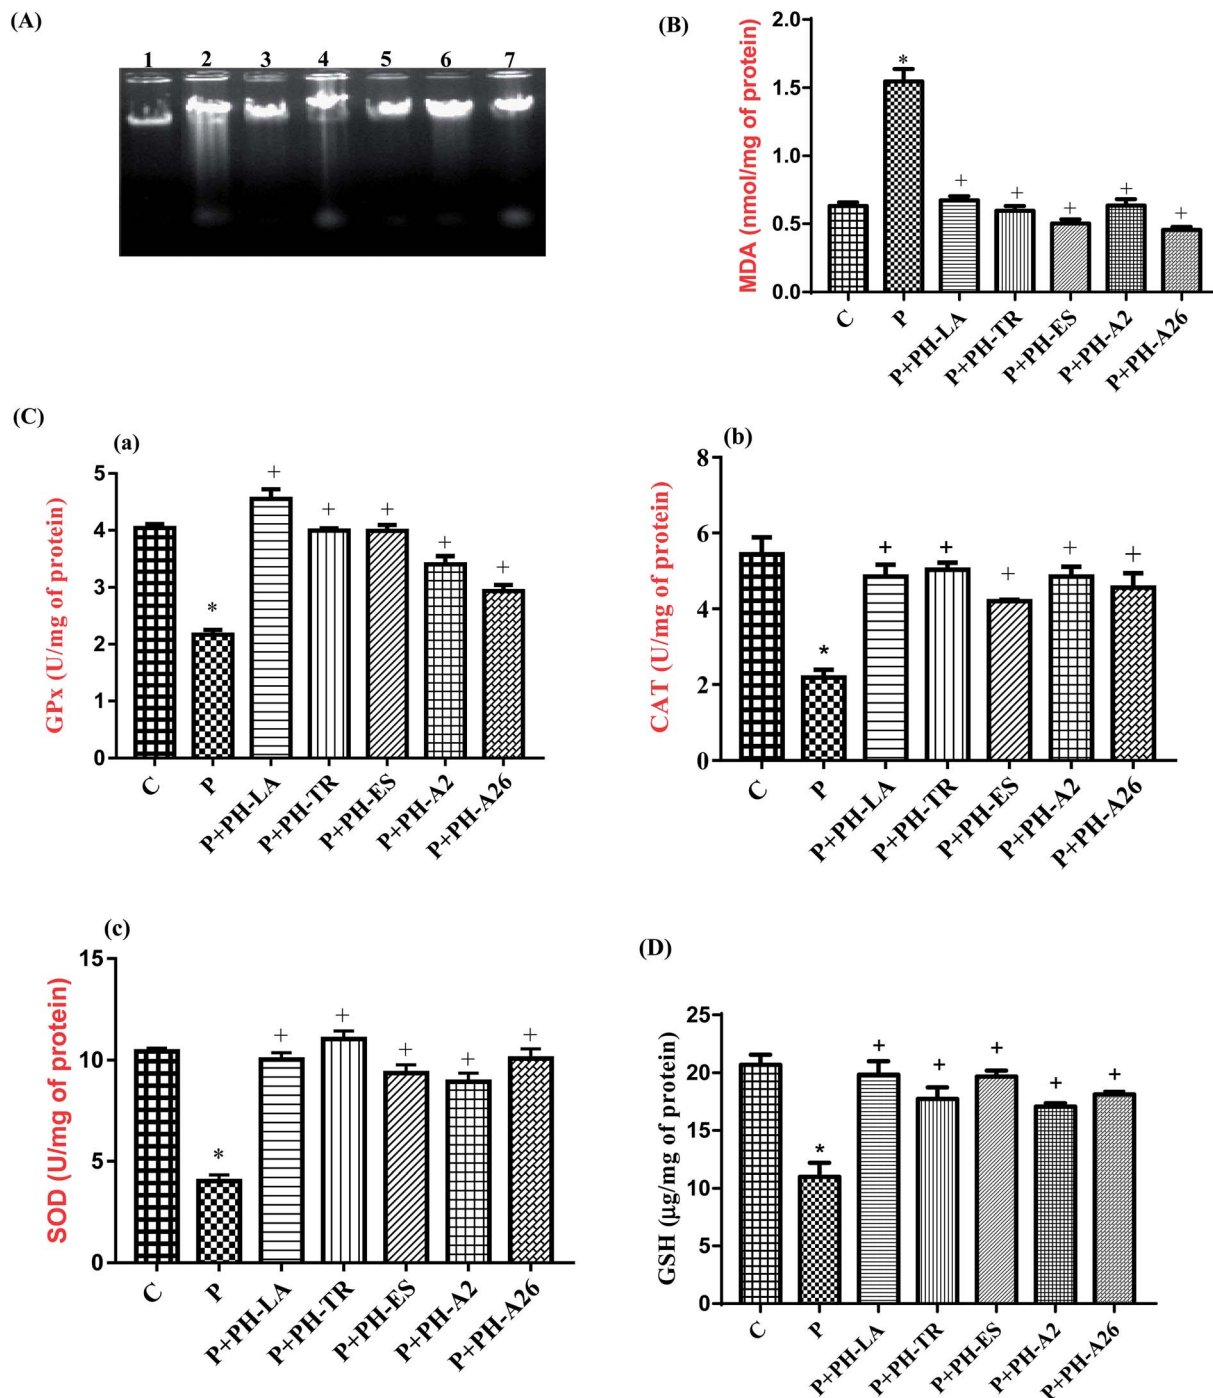 (A)
1 2 3 4 5 6 7
(B)
MDA (nmol/mg of protein)
2.0
1.5
1.0
0.5
0.0
*
+ + + + +
C P P+PH-LA P+PH-TR P+PH-ES P+PH-A2 P+PH-A26
(C)
(a)
GPx (U/mg of protein)
5
4
3
2
1
0
*
+ + + + +
C P P+PH-LA P+PH-TR P+PH-ES P+PH-A2 P+PH-A26
(b)
CAT (U/mg of protein)
8
6
4
2
0
*
+ + + + +
C P P+PH-LA P+PH-TR P+PH-ES P+PH-A2 P+PH-A26
(c)
SOD (U/mg of protein)
15
10
5
0
*
+ + + + +
C P P+PH-LA P+PH-TR P+PH-ES P+PH-A2 P+PH-A26
(D)
GSH (µg/mg of protein)
25
20
15
10
5
0
*
+ + + + +
C P P+PH-LA P+PH-TR P+PH-ES P+PH-A2 P+PH-A26